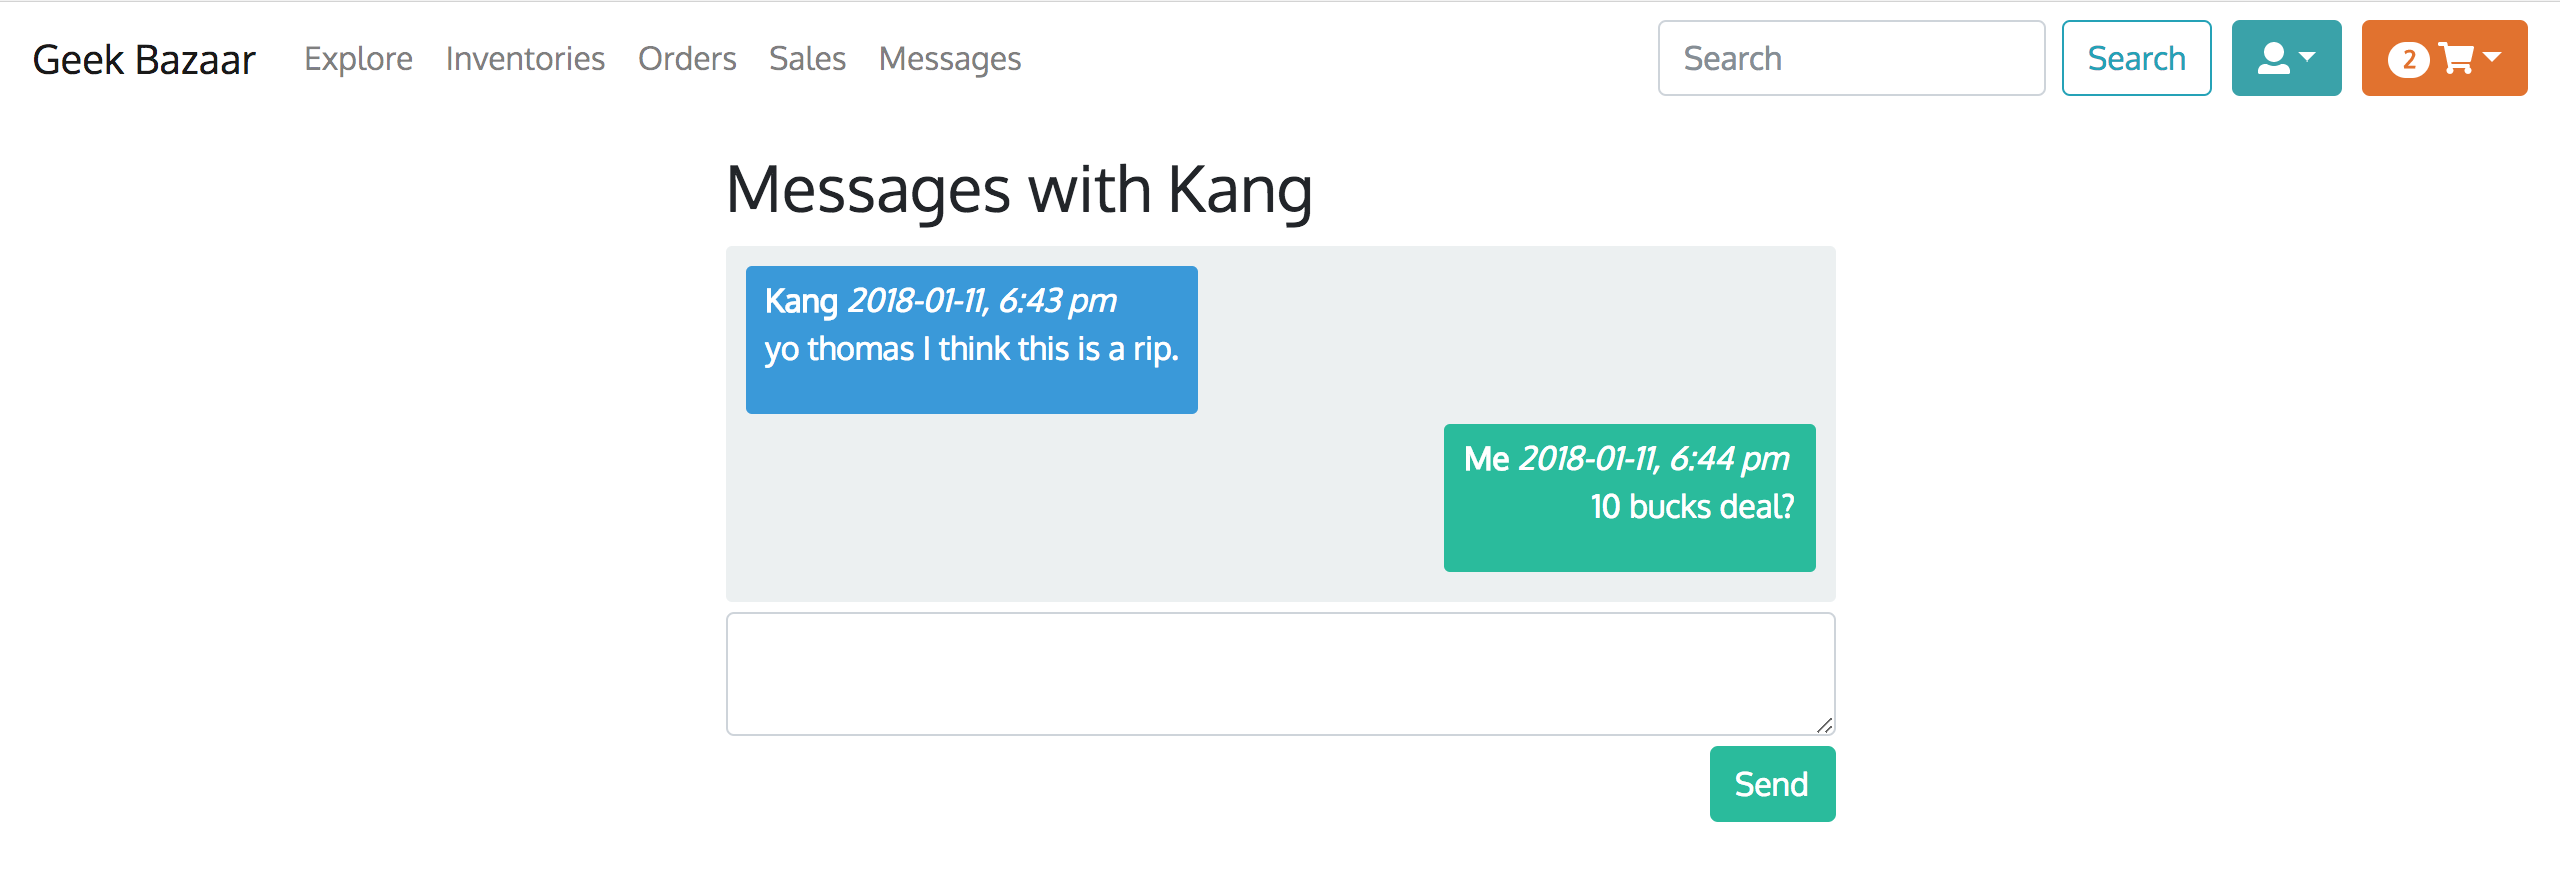 Geek Bazaar Explore Inventories Orders Sales Messages Search Search 2
Messages with Kang
Kang 2018-01-11, 6:43 pm
yo thomas I think this is a rip.
Me 2018-01-11, 6:44 pm
10 bucks deal?
Send